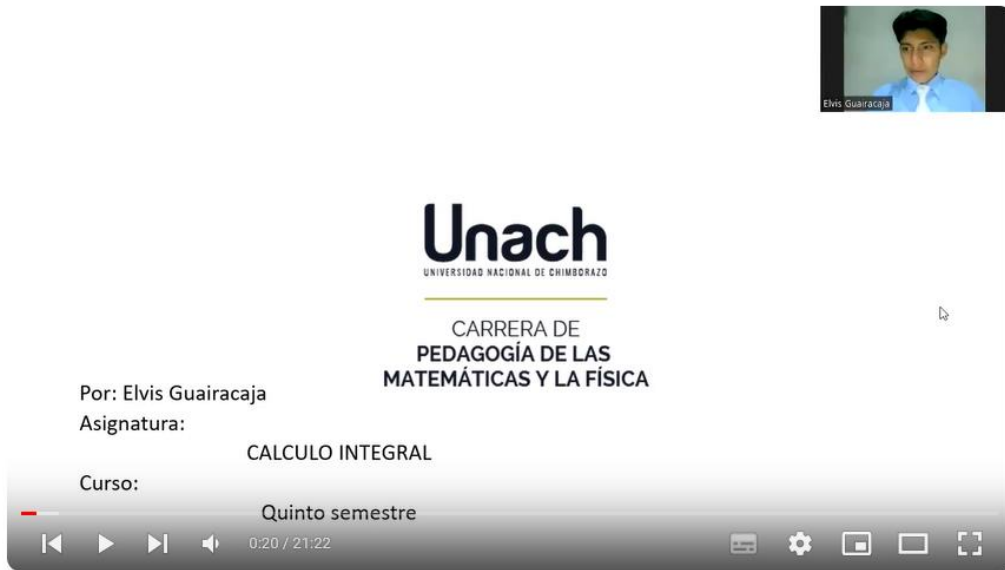 Elvis Guairacaja
Unach
UNIVERSIDAD NACIONAL DE CHIMBORAZO
CARRERA DE
PEDAGOGÍA DE LAS
MATEMÁTICAS Y LA FÍSICA
Por: Elvis Guairacaja
Asignatura:
CALCULO INTEGRAL
Curso:
Quinto semestre
0:20 / 21:22